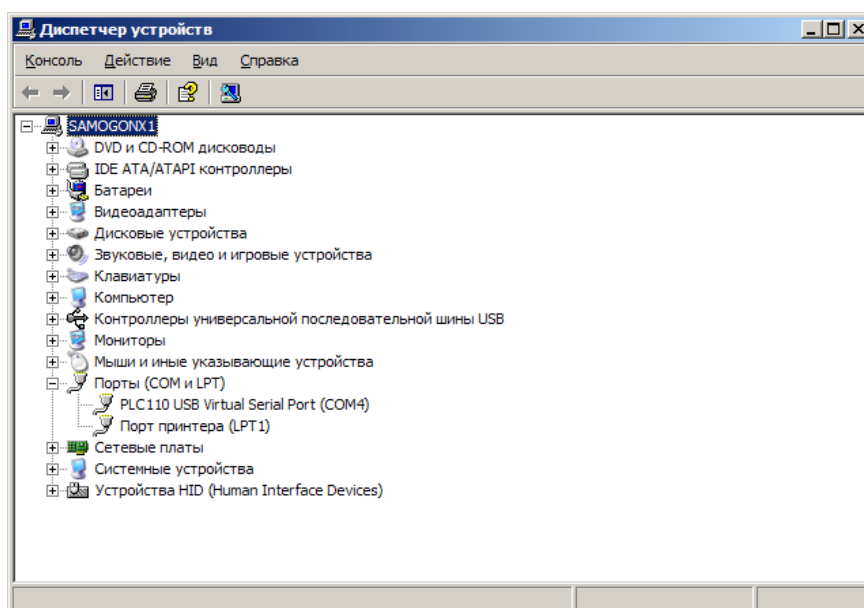 Диспетчер устройств
Консоль Действие Вид Справка
SAMOGONX1
DVD и CD-ROM дисководы
IDE ATA/ATAPI контроллеры
Батареи
Видеоадаптеры
Дисковые устройства
Звуковые, видео и игровые устройства
Клавиатуры
Компьютер
Контроллеры универсальной последовательной шины USB
Мониторы
Мыши и иные указывающие устройства
Порты (COM и LPT)
PLC110 USB Virtual Serial Port (COM4)
Порт принтера (LPT1)
Сетевые платы
Системные устройства
Устройства HID (Human Interface Devices)